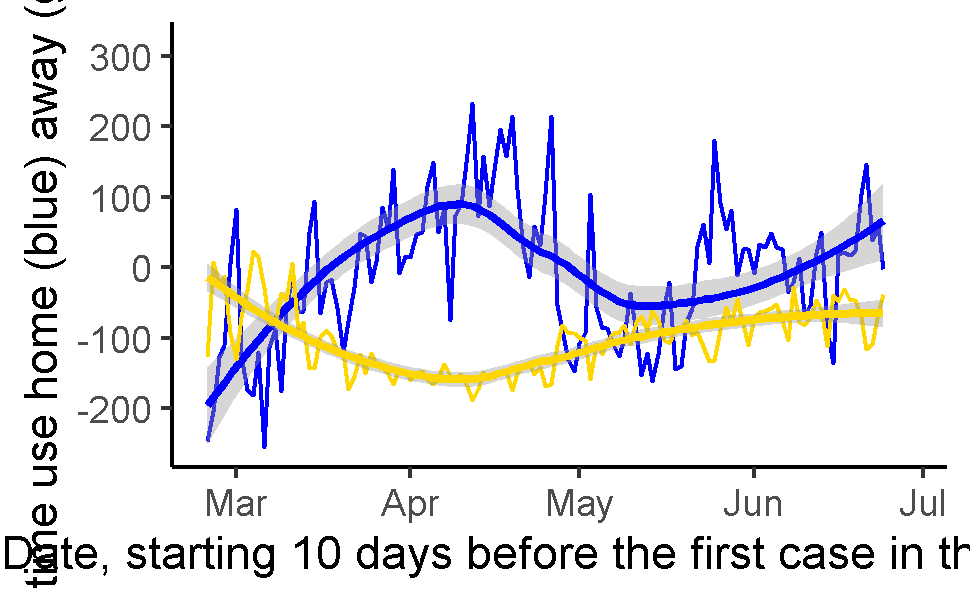 time use home (blue) away (
300
200
100
0
-100
-200
Mar Apr May Jun Jul
Date, starting 10 days before the first case in th